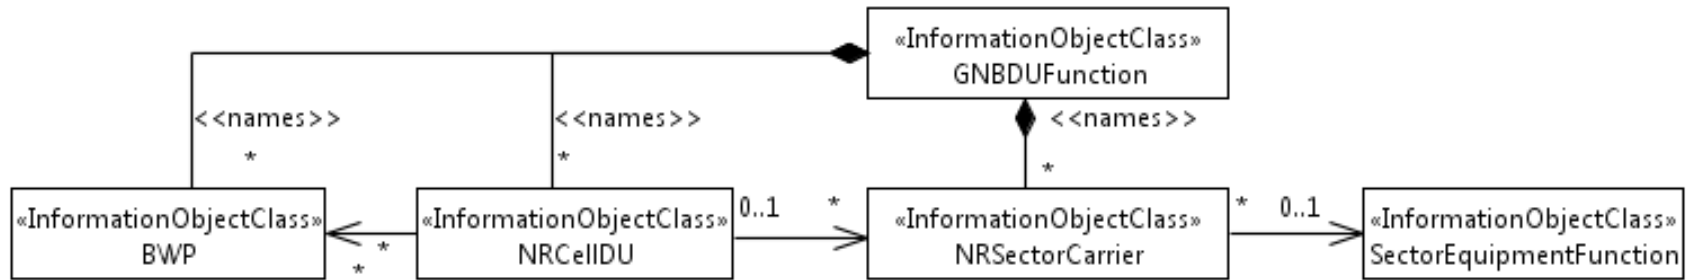 «InformationObjectClass»
GNBDUFunction
<<names>>
<<names>>
<<names>>
*
*
*
«InformationObjectClass»
BWP
*
*
«InformationObjectClass»
NRCellDU
0..1
*
«InformationObjectClass»
NRSectorCarrier
*
0..1
«InformationObjectClass»
SectorEquipmentFunction